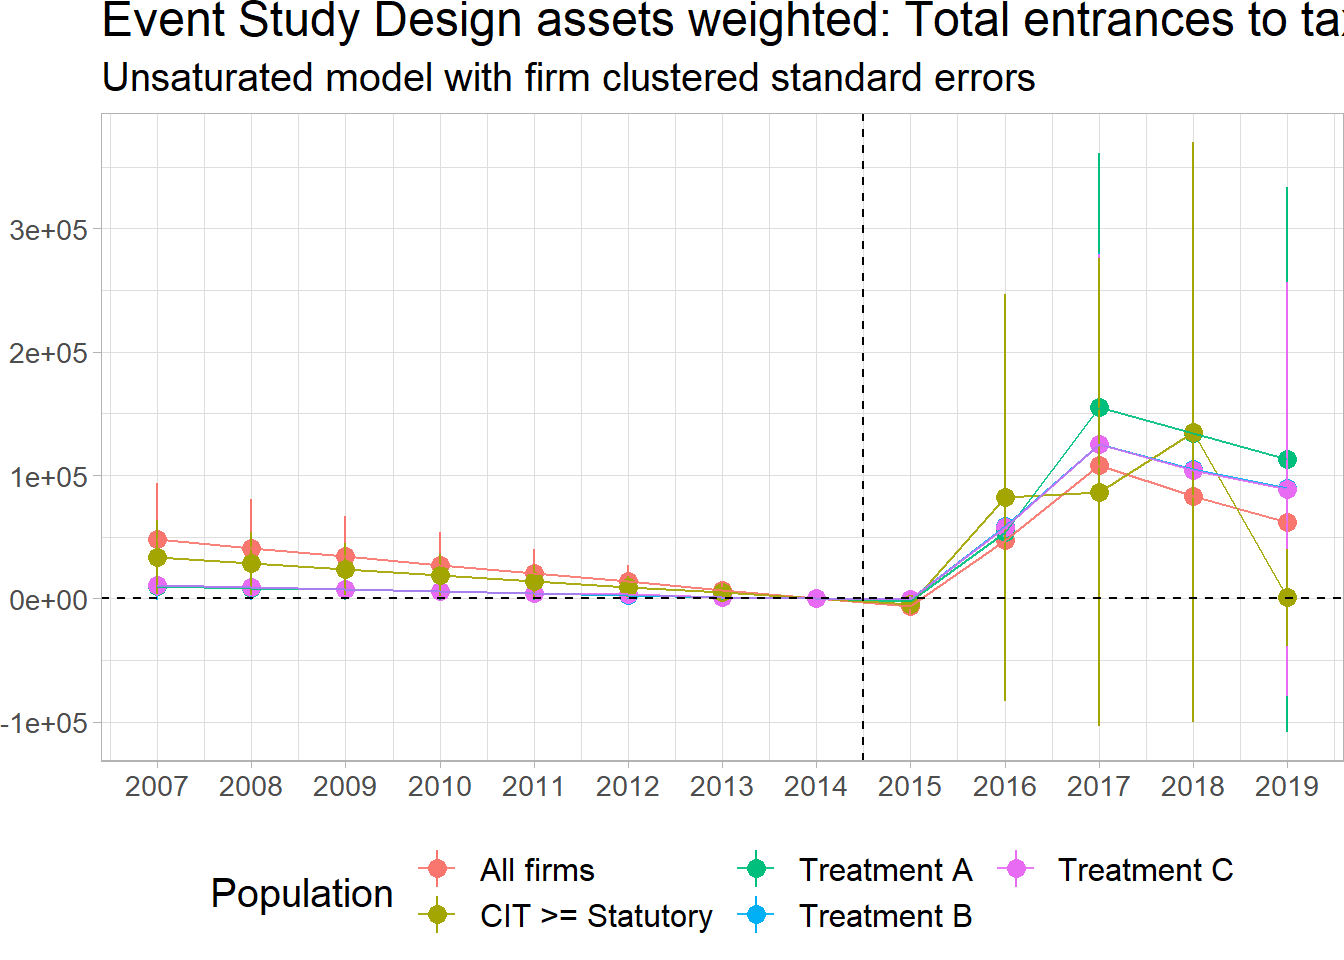 Event Study Design assets weighted: Total entrances to
Unsaturated model with firm clustered standard errors
3e+05
2e+05
1e+05
0e+00
-1e+05
2007 2008 2009 2010 2011 2012 2013 2014 2015 2016 2017 2018 2019
Population
All firms
CIT >= Statutory
Treatment A
Treatment B
Treatment C